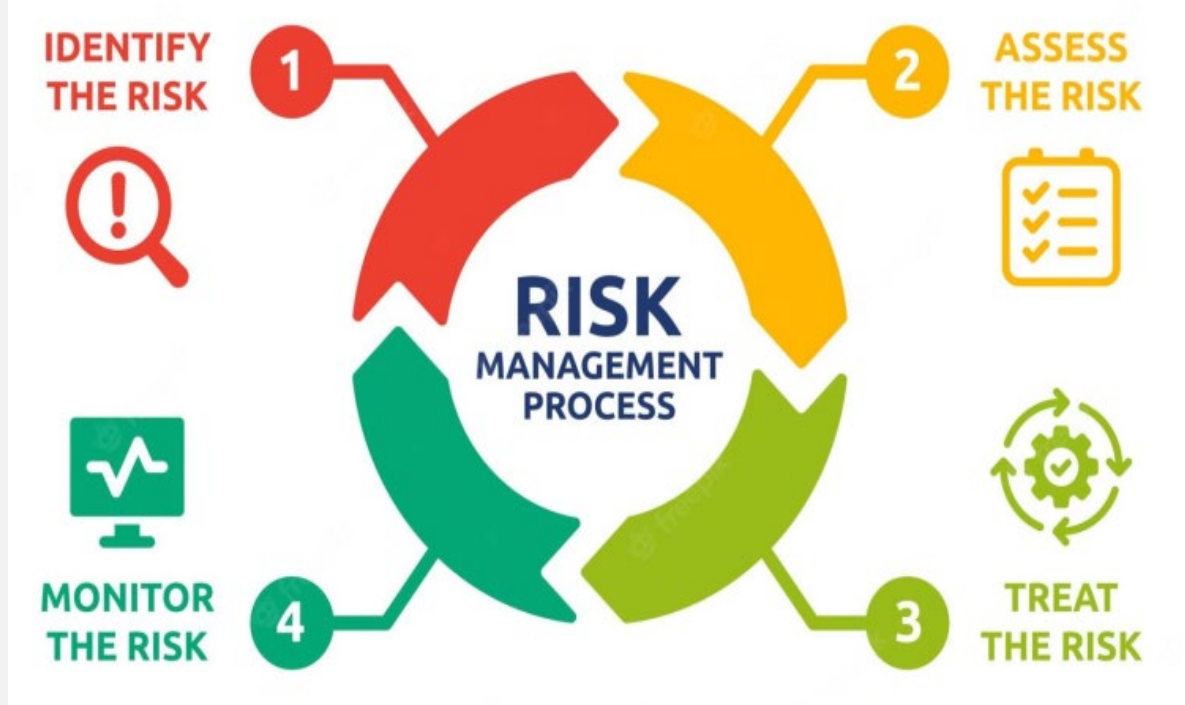 IDENTIFY
THE RISK
1
2
ASSESS
THE RISK
RISK
MANAGEMENT
PROCESS
MONITOR
THE RISK
4
3
TREAT
THE RISK
freepik